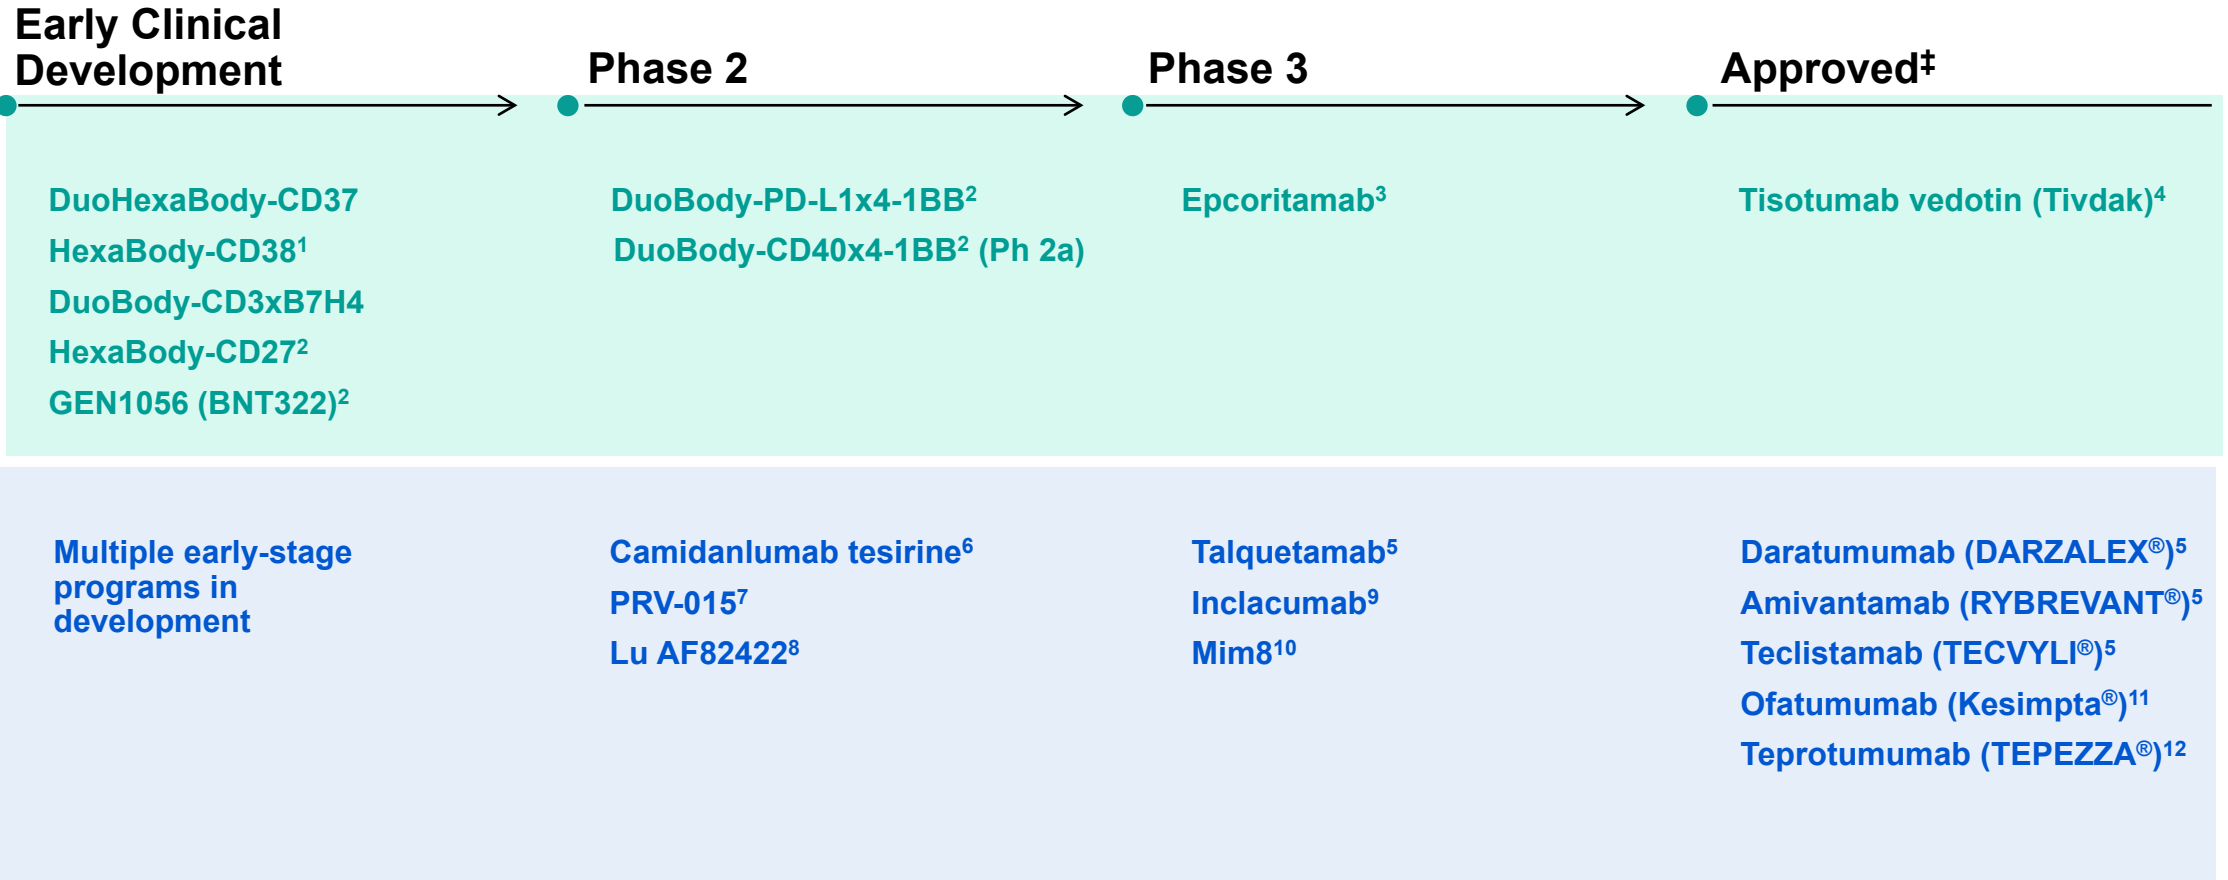 Early Clinical
Development
Phase 2
Phase 3
Approved‡
DuoHexaBody-CD37
HexaBody-CD38¹
DuoBody-CD3xB7H4
HexaBody-CD27²
GEN1056 (BNT322)²
DuoBody-PD-L1x4-1BB²
DuoBody-CD40x4-1BB² (Ph 2a)
Epcoritamab³
Tisotumab vedotin (Tivdak)⁴
Multiple early-stage
programs in
development
Camidanlumab tesirine⁶
PRV-015⁷
Lu AF82422⁸
Talquetamab⁵
Inclacumab⁹
Mim8¹⁰
Daratumumab (DARZALEX®)⁵
Amivantamab (RYBREVANT®)⁵
Teclistamab (TECVYLI®)⁵
Ofatumumab (Kesimpta®)¹¹
Teprotumumab (TEPEZZA®)¹²